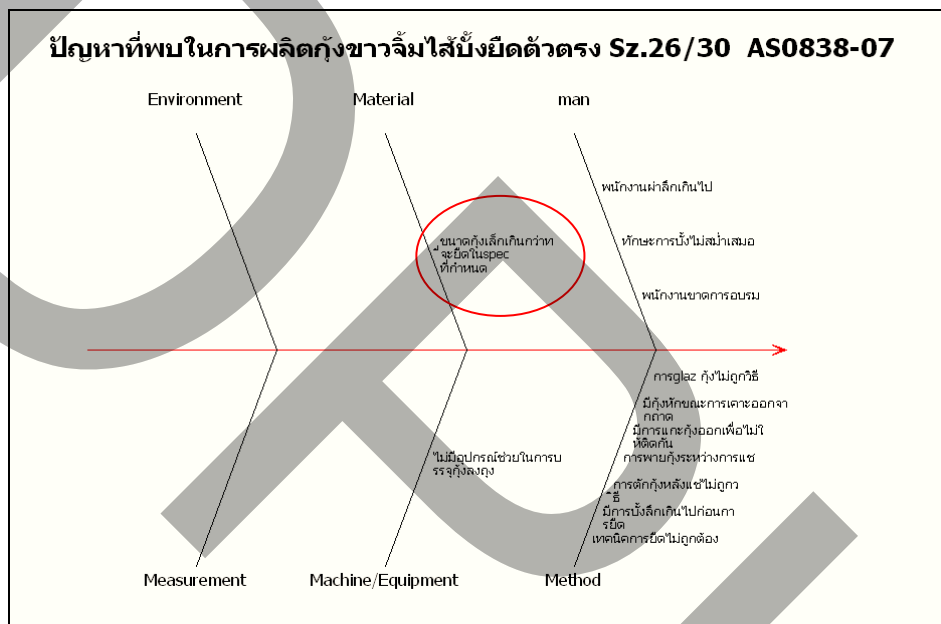 ปัญหาที่พบในการผลิตกุ้งขาวจิ้มไส้บั้งยืดตัวตรง Sz.26/30 AS0838-07
Environment
Material
man
พนักงานผ่าลึกเกินไป
ทักษะการบั้งไม่สม่ำเสมอ
พนักงานขาดการอบรม
ขนาดกุ้งเล็กเกินกว่าท
ี่จะยืดในspec
ที่กำหนด
การglaz กุ้งไม่ถูกวิธี
มีกุ้งหักขณะการเคาะออกจา
กถาด
มีการแกะกุ้งออกเพื่อไม่ใ
ห้ติดกัน
การพายกุ้งระหว่างการแช่
การตักกุ้งหลังแช่ไม่ถูกว
ิธี
มีการบั้งลึกเกินไปก่อนกา
รยืด
เทคนิคการยืดไม่ถูกต้อง
ไม่มีอุปกรณ์ช่วยในการบ
รรจุกุ้งลงถุง
Measurement
Machine/Equipment
Method